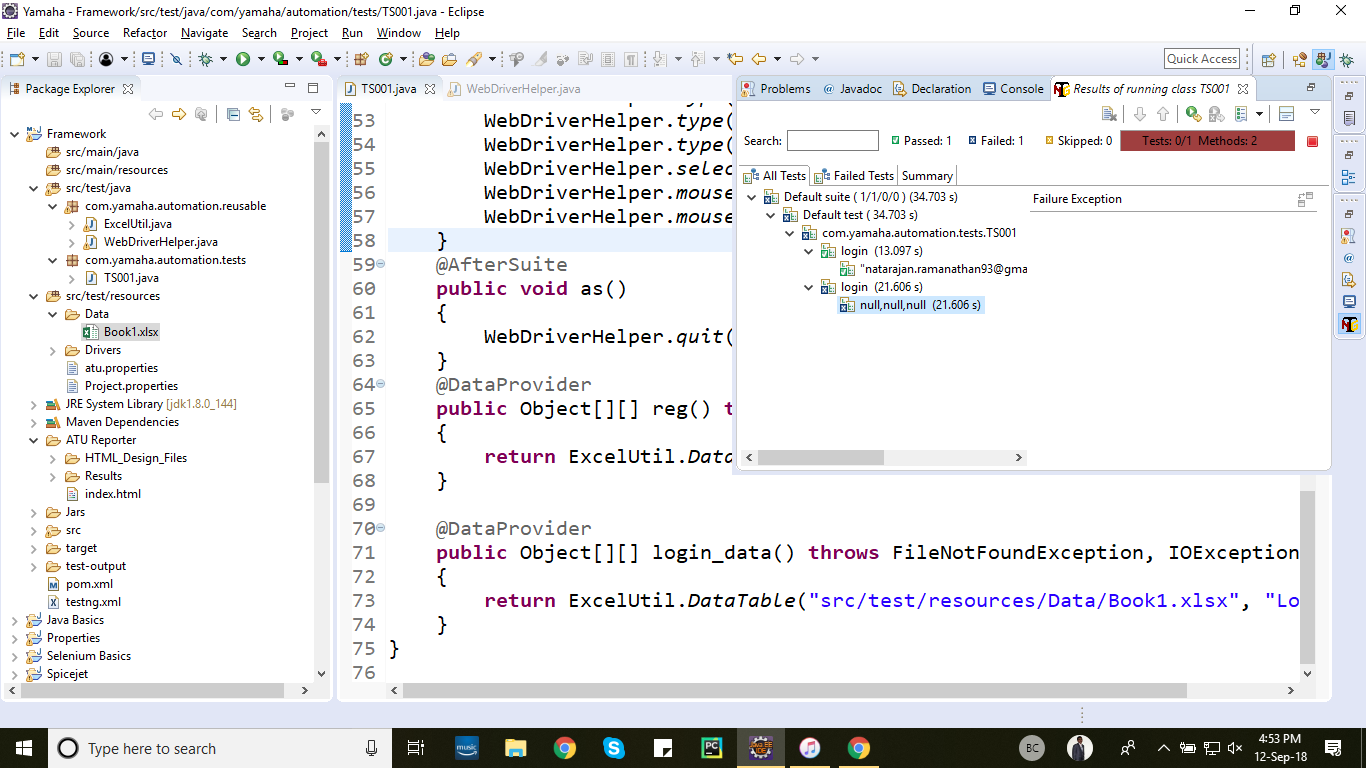 Yamaha - Framework/src/test/java/com/yamaha/automation/tests/TS001.java - Eclipse
File Edit Source Refactor Navigate Search Project Run Window Help
Quick Access
Package Explorer
Framework
src/main/java
src/main/resources
src/test/java
com.yamaha.automation.reusable
ExcelUtil.java
WebDriverHelper.java
com.yamaha.automation.tests
TS001.java
src/test/resources
Data
Book1.xlsx
Drivers
atu.properties
Project.properties
JRE System Library [jdk1.8.0_144]
Maven Dependencies
ATU Reporter
HTML_Design_Files
Results
index.html
Jars
src
target
test-output
pom.xml
testng.xml
Java Basics
Properties
Selenium Basics
Spicejet
TS001.java WebDriverHelper.java
53 WebDriverHelper.type(
54 WebDriverHelper.type(
55 WebDriverHelper.selec
56 WebDriverHelper.mouse
57 WebDriverHelper.mouse
58 }
59 @AfterSuite
60 public void as()
61 {
62 WebDriverHelper.quit(
63 }
64 @DataProvider
65 public Object[][] reg() t
66 {
67 return ExcelUtil.Data
68 }
69
70 @DataProvider
71 public Object[][] login_data() throws FileNotFoundException, IOException
72 {
73 return ExcelUtil.DataTable("src/test/resources/Data/Book1.xlsx", "Lo
74 }
75 }
76
Problems @ Javadoc Declaration Console Results of running class TS001
Search: Passed: 1 Failed: 1 Skipped: 0 Tests: 0/1 Methods: 2
All Tests Failed Tests Summary
Default suite ( 1/1/0/0 ) (34.703 s)
Default test ( 34.703 s)
com.yamaha.automation.tests.TS001
login (13.097 s)
"natarajan.ramanathan93@gma
login (21.606 s)
null,null,null (21.606 s)
Failure Exception
Type here to search
music
PC
Java EE
IDE
BC
4:53 PM
12-Sep-18